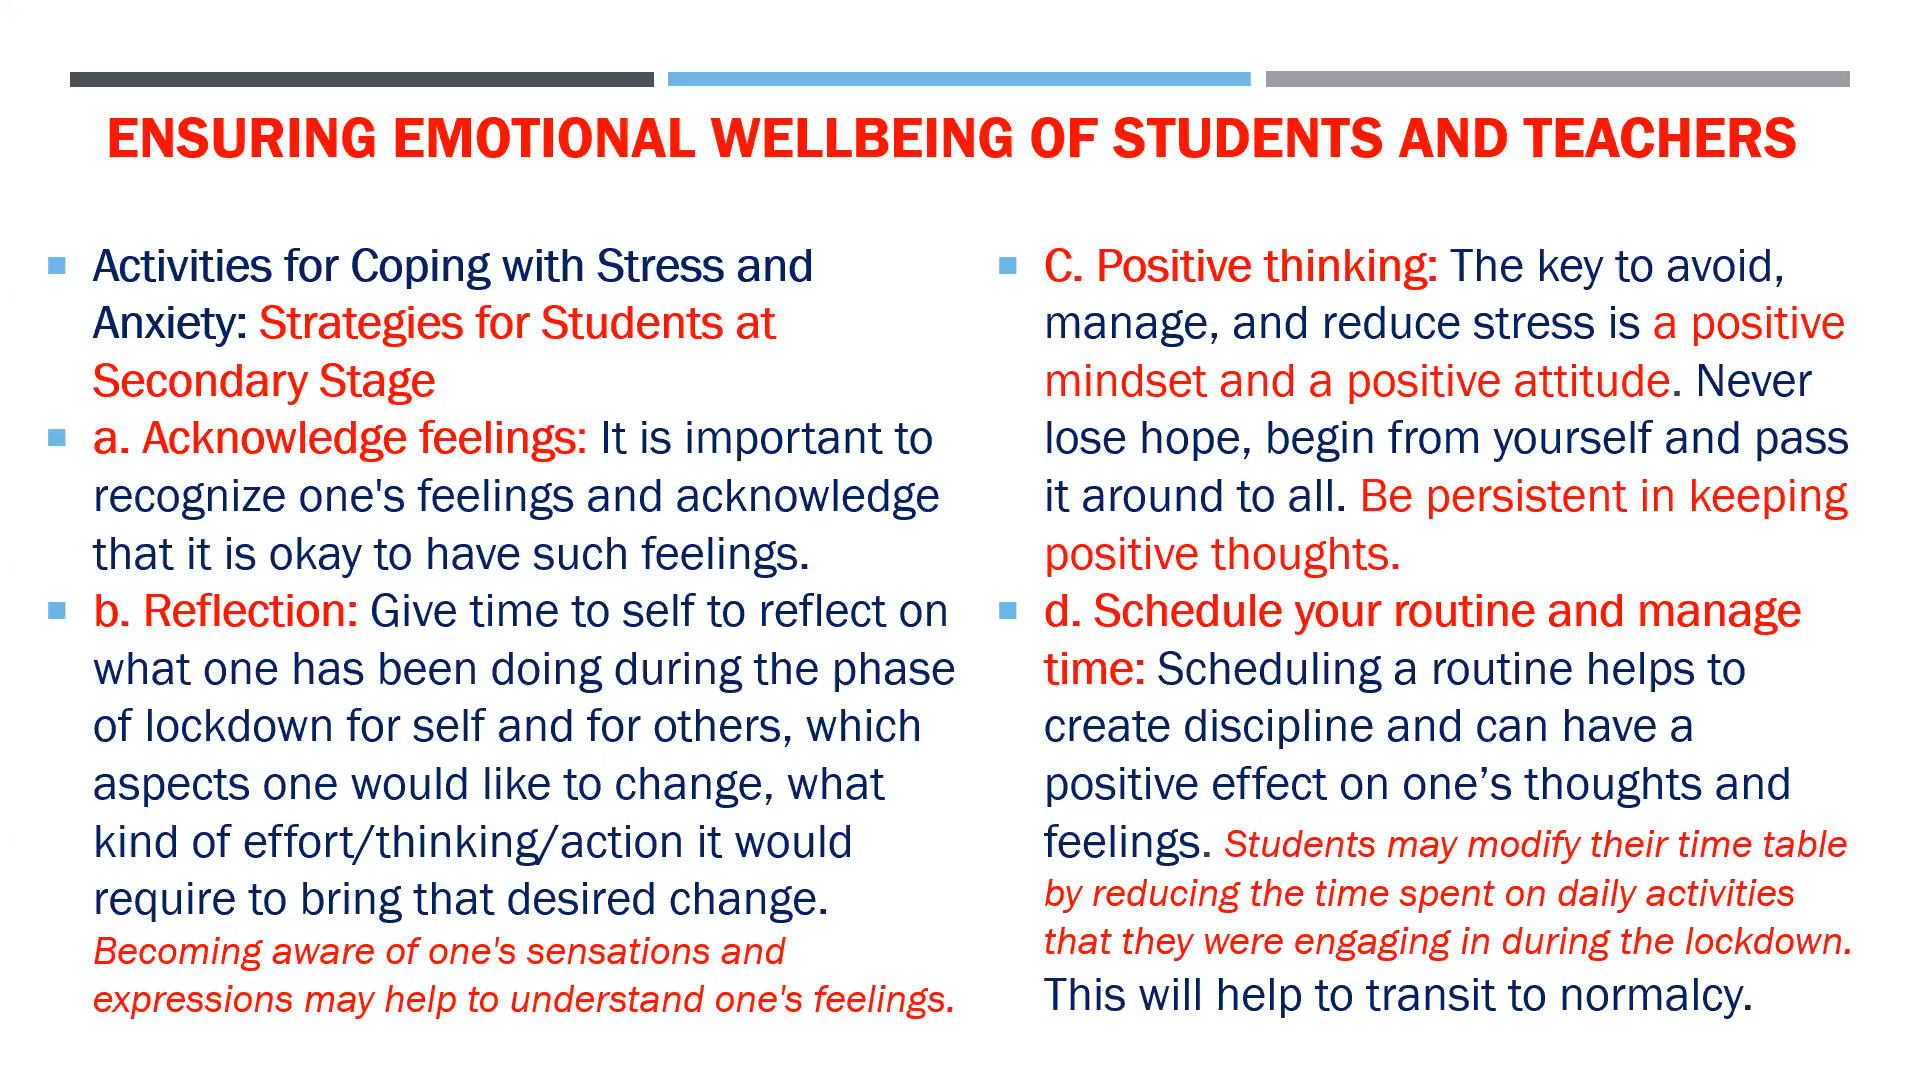 ENSURING EMOTIONAL WELLBEING OF STUDENTS AND TEACHERS
Activities for Coping with Stress and
Anxiety: Strategies for Students at
Secondary Stage
a. Acknowledge feelings: It is important to
recognize one's feelings and acknowledge
that it is okay to have such feelings.
b. Reflection: Give time to self to reflect on
what one has been doing during the phase
of lockdown for self and for others, which
aspects one would like to change, what
kind of effort/thinking/action it would
require to bring that desired change.
Becoming aware of one's sensations and
expressions may help to understand one's feelings.
C. Positive thinking: The key to avoid,
manage, and reduce stress is a positive
mindset and a positive attitude. Never
lose hope, begin from yourself and pass
it around to all. Be persistent in keeping
positive thoughts.
d. Schedule your routine and manage
time: Scheduling a routine helps to
create discipline and can have a
positive effect on one’s thoughts and
feelings. Students may modify their time table
by reducing the time spent on daily activities
that they were engaging in during the lockdown.
This will help to transit to normalcy.